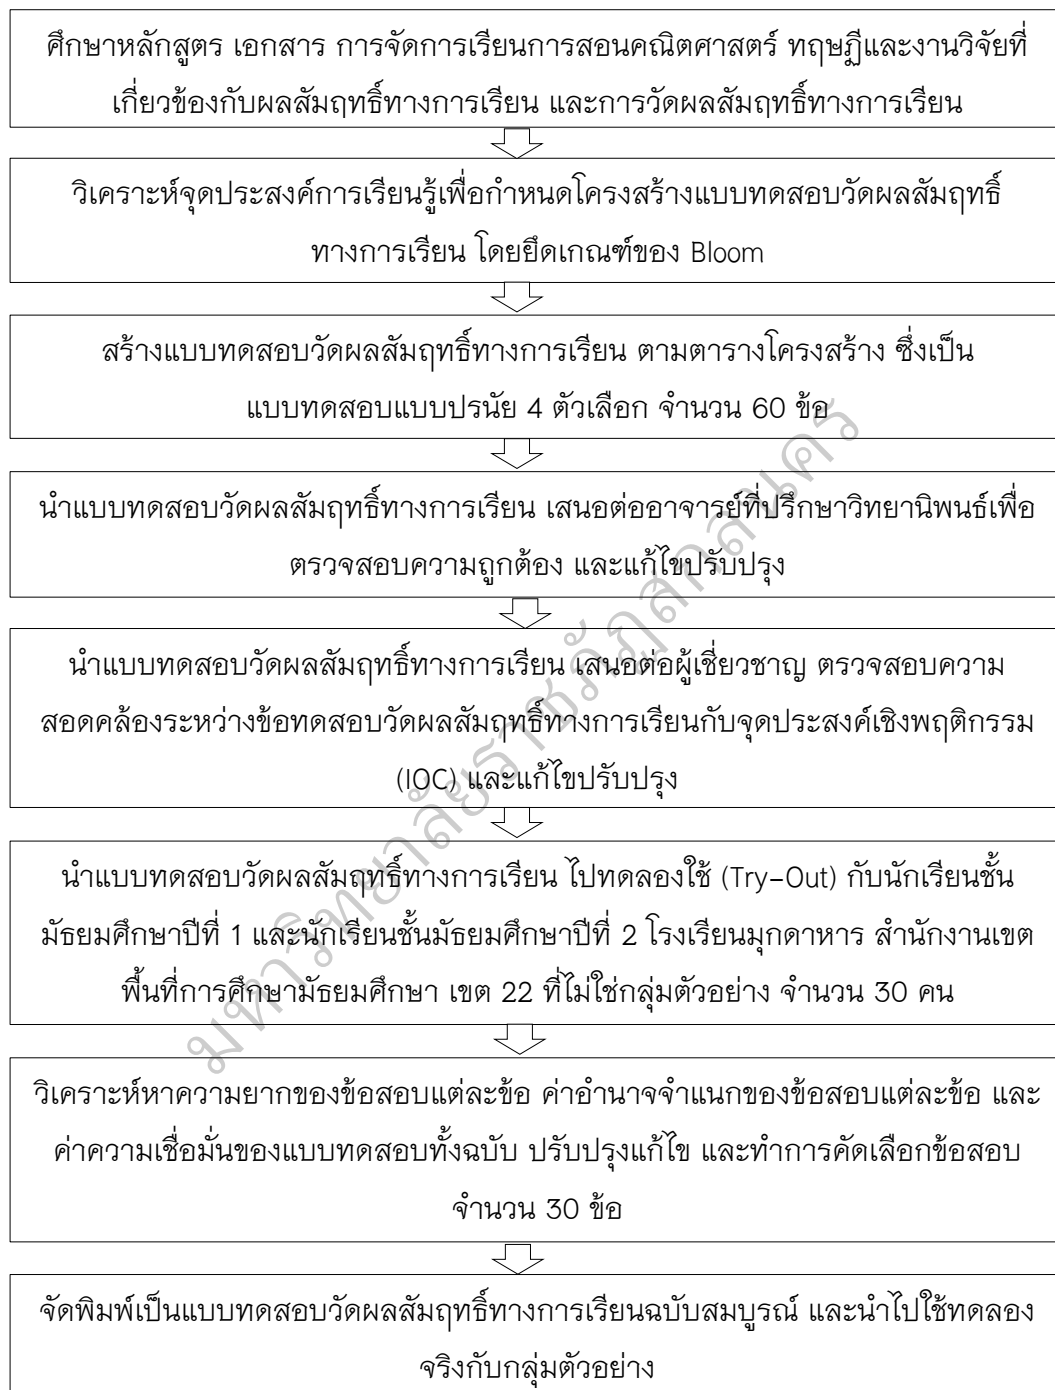 ศึกษาหลักสูตร เอกสาร การจัดการเรียนการสอนคณิตศาสตร์ ทฤษฎีและงานวิจัยที่
เกี่ยวข้องกับผลสัมฤทธิ์ทางการเรียน และการวัดผลสัมฤทธิ์ทางการเรียน
วิเคราะห์จุดประสงค์การเรียนรู้เพื่อกำหนดโครงสร้างแบบทดสอบวัดผลสัมฤทธิ์
ทางการเรียน โดยยึดเกณฑ์ของ Bloom
สร้างแบบทดสอบวัดผลสัมฤทธิ์ทางการเรียน ตามตารางโครงสร้าง ซึ่งเป็น
แบบทดสอบแบบปรนัย 4 ตัวเลือก จำนวน 60 ข้อ
นำแบบทดสอบวัดผลสัมฤทธิ์ทางการเรียน เสนอต่ออาจารย์ที่ปรึกษาวิทยานิพนธ์เพื่อ
ตรวจสอบความถูกต้อง และแก้ไขปรับปรุง
นำแบบทดสอบวัดผลสัมฤทธิ์ทางการเรียน เสนอต่อผู้เชี่ยวชาญ ตรวจสอบความ
สอดคล้องระหว่างข้อทดสอบวัดผลสัมฤทธิ์ทางการเรียนกับจุดประสงค์เชิงพฤติกรรม
(IOC) และแก้ไขปรับปรุง
นำแบบทดสอบวัดผลสัมฤทธิ์ทางการเรียน ไปทดลองใช้ (Try-Out) กับนักเรียนชั้น
มัธยมศึกษาปีที่ 1 และนักเรียนชั้นมัธยมศึกษาปีที่ 2 โรงเรียนมุกดาหาร สำนักงานเขต
พื้นที่การศึกษามัธยมศึกษา เขต 22 ที่ไม่ใช่กลุ่มตัวอย่าง จำนวน 30 คน
วิเคราะห์หาความยากของข้อสอบแต่ละข้อ ค่าอำนาจจำแนกของข้อสอบแต่ละข้อ และ
ค่าความเชื่อมั่นของแบบทดสอบทั้งฉบับ ปรับปรุงแก้ไข และทำการคัดเลือกข้อสอบ
จำนวน 30 ข้อ
จัดพิมพ์เป็นแบบทดสอบวัดผลสัมฤทธิ์ทางการเรียนฉบับสมบูรณ์ และนำไปใช้ทดลอง
จริงกับกลุ่มตัวอย่าง
มหาวิทยาลัยราชภัฏสกลนคร